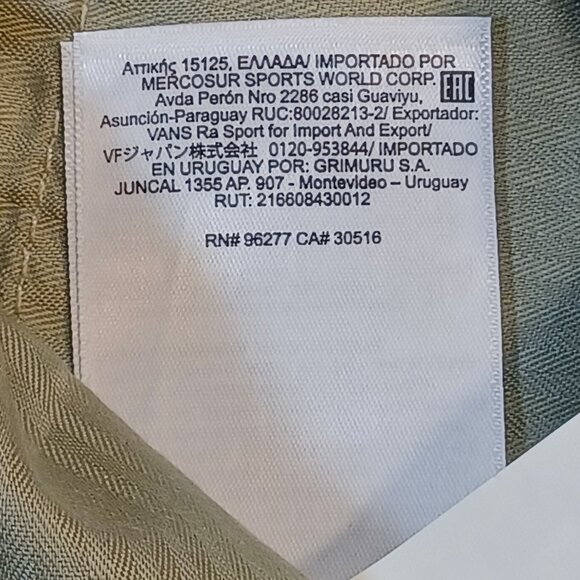 Αττικής 15125, ΕΛΛΑΔΑ/ IMPORTADO POR
MERCOSUR SPORTS WORLD CORP.
EAC
Avda Perón Nro 2286 casi Guaviyu,
Asunción-Paraguay RUC:80028213-2/ Exportador:
VANS Ra Sport for Import And Export/
VFジャパン株式会社 0120-953844/ IMPORTADO
EN URUGUAY POR: GRIMURU S.A.
JUNCAL 1355 AP. 907 - Montevideo – Uruguay
RUT: 216608430012
RN# 96277 CA# 30516